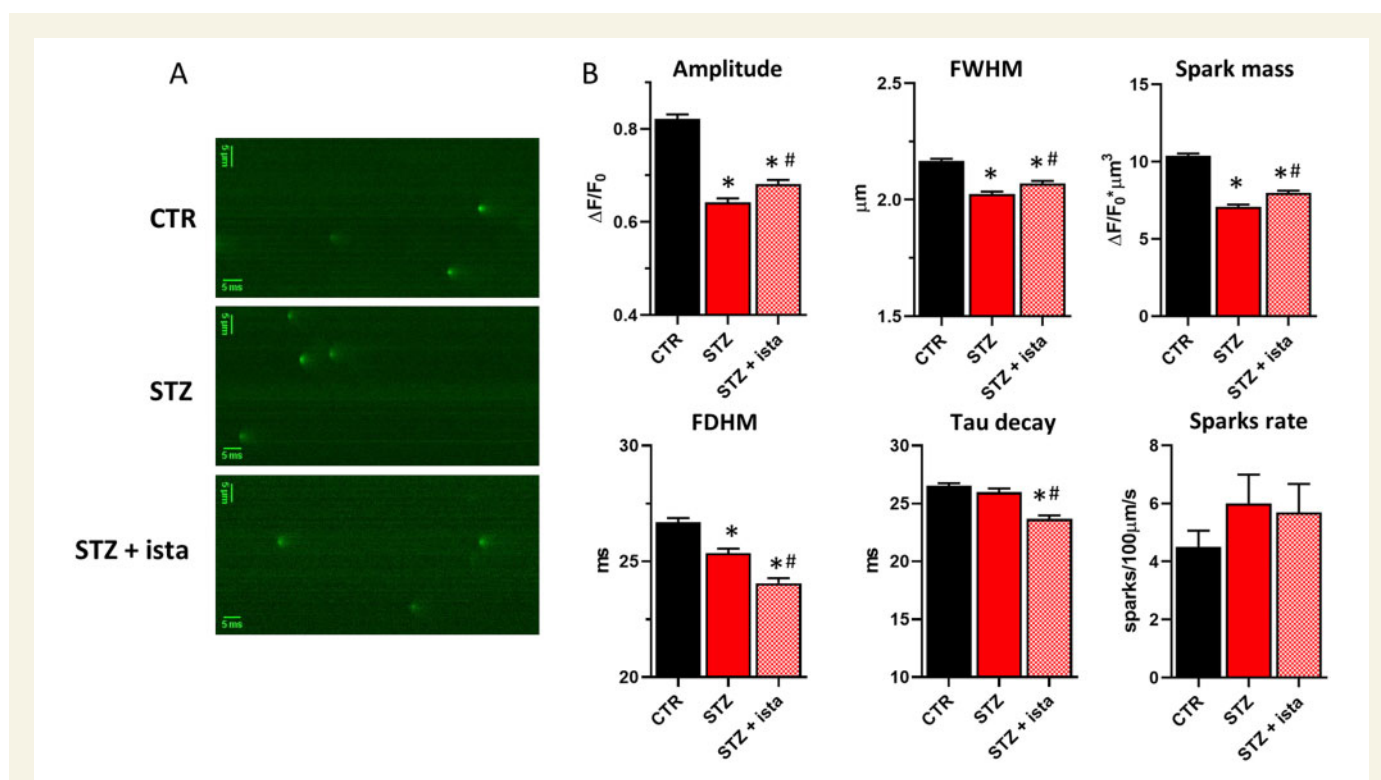 A
CTR
5 µm
5 ms
STZ
5 µm
5 ms
STZ + ista
5 µm
5 ms
B
Amplitude
ΔF/F₀
0.8
0.6
0.4
*
* #
CTR
STZ
STZ + ista
FWHM
µm
2.5
2.0
1.5
*
* #
CTR
STZ
STZ + ista
Spark mass
ΔF/F₀*µm³
15
10
5
0
*
*#
CTR
STZ
STZ + ista
FDHM
ms
30
25
20
*
*#
CTR
STZ
STZ + ista
Tau decay
ms
30
25
26
15
10
*#
CTR
STZ
STZ + ista
Sparks rate
sparks/100µm/s
8
6
4
2
0
CTR
STZ
STZ + ista